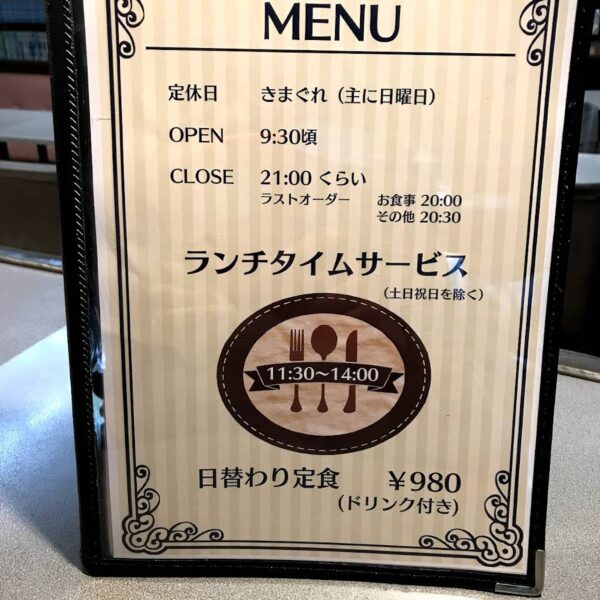 MENU
定休日 きまぐれ（主に日曜日）
OPEN 9:30頃
CLOSE 21:00 くらい
ラストオーダー お食事 20:00
その他 20:30
ランチタイムサービス
（土日祝日を除く）
11:30〜14:00
日替わり定食 ￥980
（ドリンク付き）